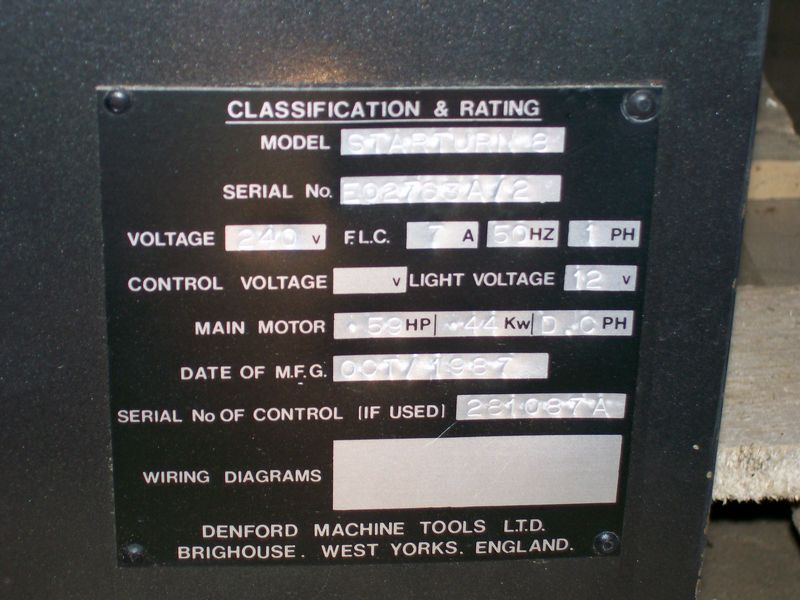 CLASSIFICATION & RATING
MODEL STARTURN 8
SERIAL No. E02763A/2
VOLTAGE 240 V F.L.C. 7 A 50 HZ 1 PH
CONTROL VOLTAGE V LIGHT VOLTAGE 12 V
MAIN MOTOR .59 HP .44 Kw D.C PH
DATE OF M.F.G. OCT/1987
SERIAL No OF CONTROL (IF USED) 281087A
WIRING DIAGRAMS
DENFORD MACHINE TOOLS L.T.D.
BRIGHOUSE. WEST YORKS. ENGLAND.